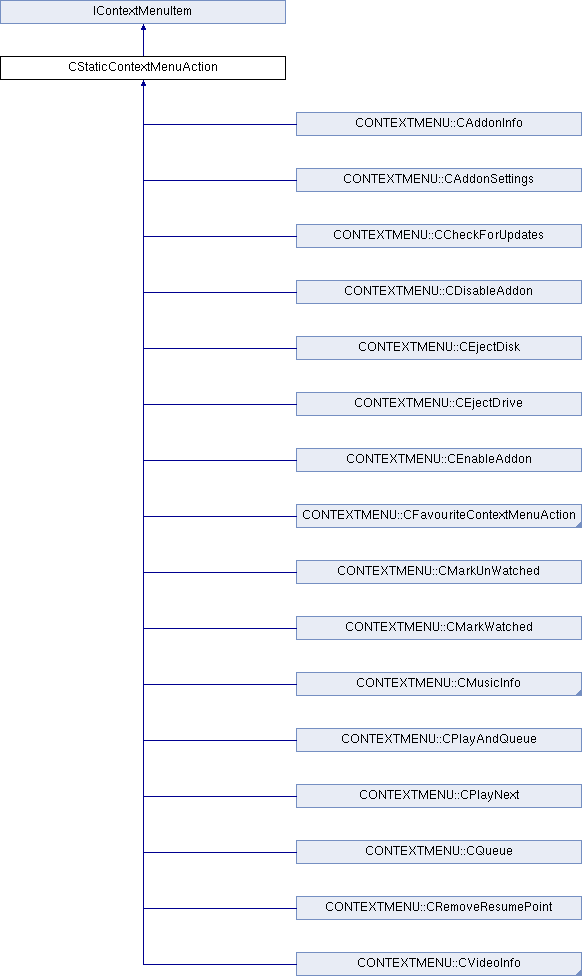 IContextMenuItem
CStaticContextMenuAction
CONTEXTMENU::CAddonInfo
CONTEXTMENU::CAddonSettings
CONTEXTMENU::CCheckForUpdates
CONTEXTMENU::CDisableAddon
CONTEXTMENU::CEjectDisk
CONTEXTMENU::CEjectDrive
CONTEXTMENU::CEnableAddon
CONTEXTMENU::CFavouriteContextMenuAction
CONTEXTMENU::CMarkUnWatched
CONTEXTMENU::CMarkWatched
CONTEXTMENU::CMusicInfo
CONTEXTMENU::CPlayAndQueue
CONTEXTMENU::CPlayNext
CONTEXTMENU::CQueue
CONTEXTMENU::CRemoveResumePoint
CONTEXTMENU::CVideoInfo